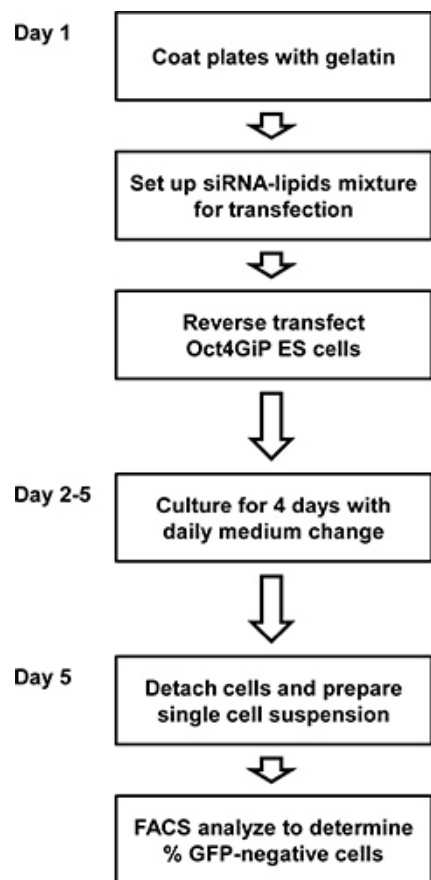 Day 1
Coat plates with gelatin
Set up siRNA-lipids mixture
for transfection
Reverse transfect
Oct4GiP ES cells
Day 2-5
Culture for 4 days with
daily medium change
Day 5
Detach cells and prepare
single cell suspension
FACS analyze to determine
% GFP-negative cells